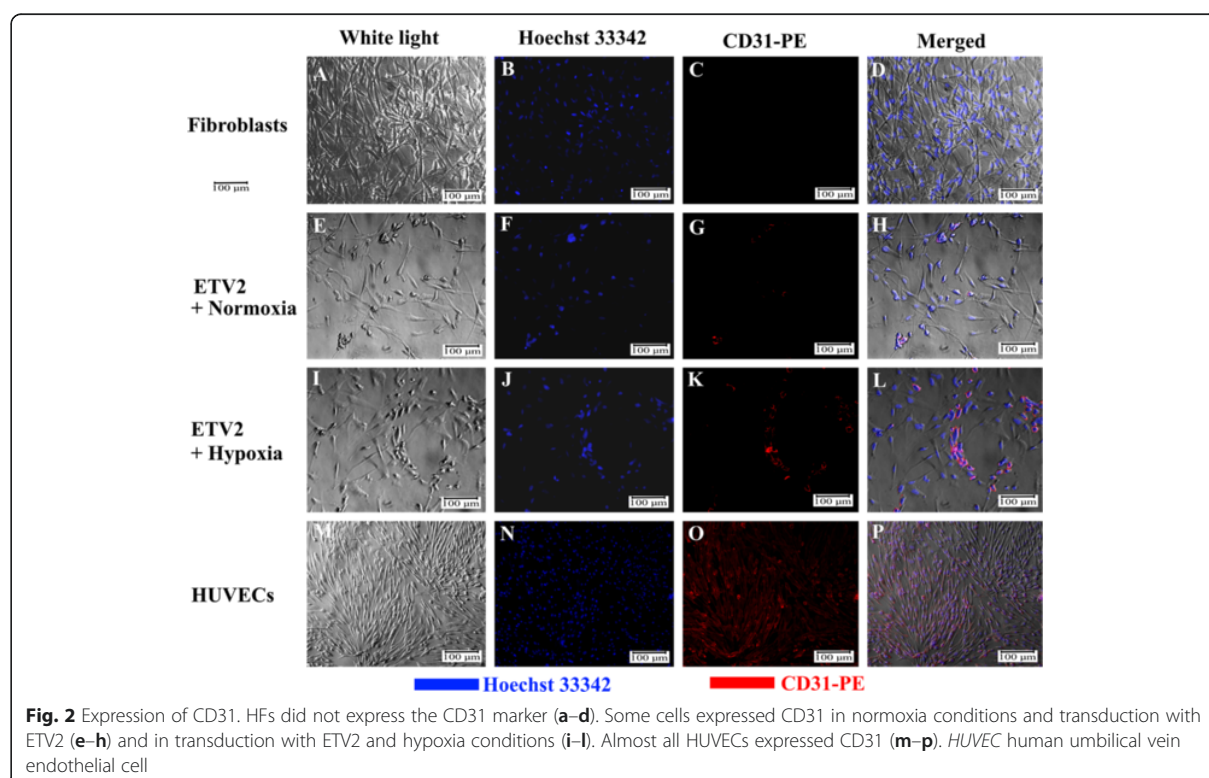 White light Hoechst 33342 CD31-PE Merged
A B C D
Fibroblasts
100 µm
100 µm 100 µm 100 µm 100 µm
E F G H
ETV2
+ Normoxia
100 µm 100 µm 100 µm 100 µm
I J K L
ETV2
+ Hypoxia
100 µm 100 µm 100 µm 100 µm
M N O P
HUVECs
100 µm 100 µm 100 µm 100 µm
Hoechst 33342 CD31-PE
Fig. 2 Expression of CD31. HFs did not express the CD31 marker (a–d). Some cells expressed CD31 in normoxia conditions and transduction with
ETV2 (e–h) and in transduction with ETV2 and hypoxia conditions (i–l). Almost all HUVECs expressed CD31 (m–p). HUVEC human umbilical vein
endothelial cell